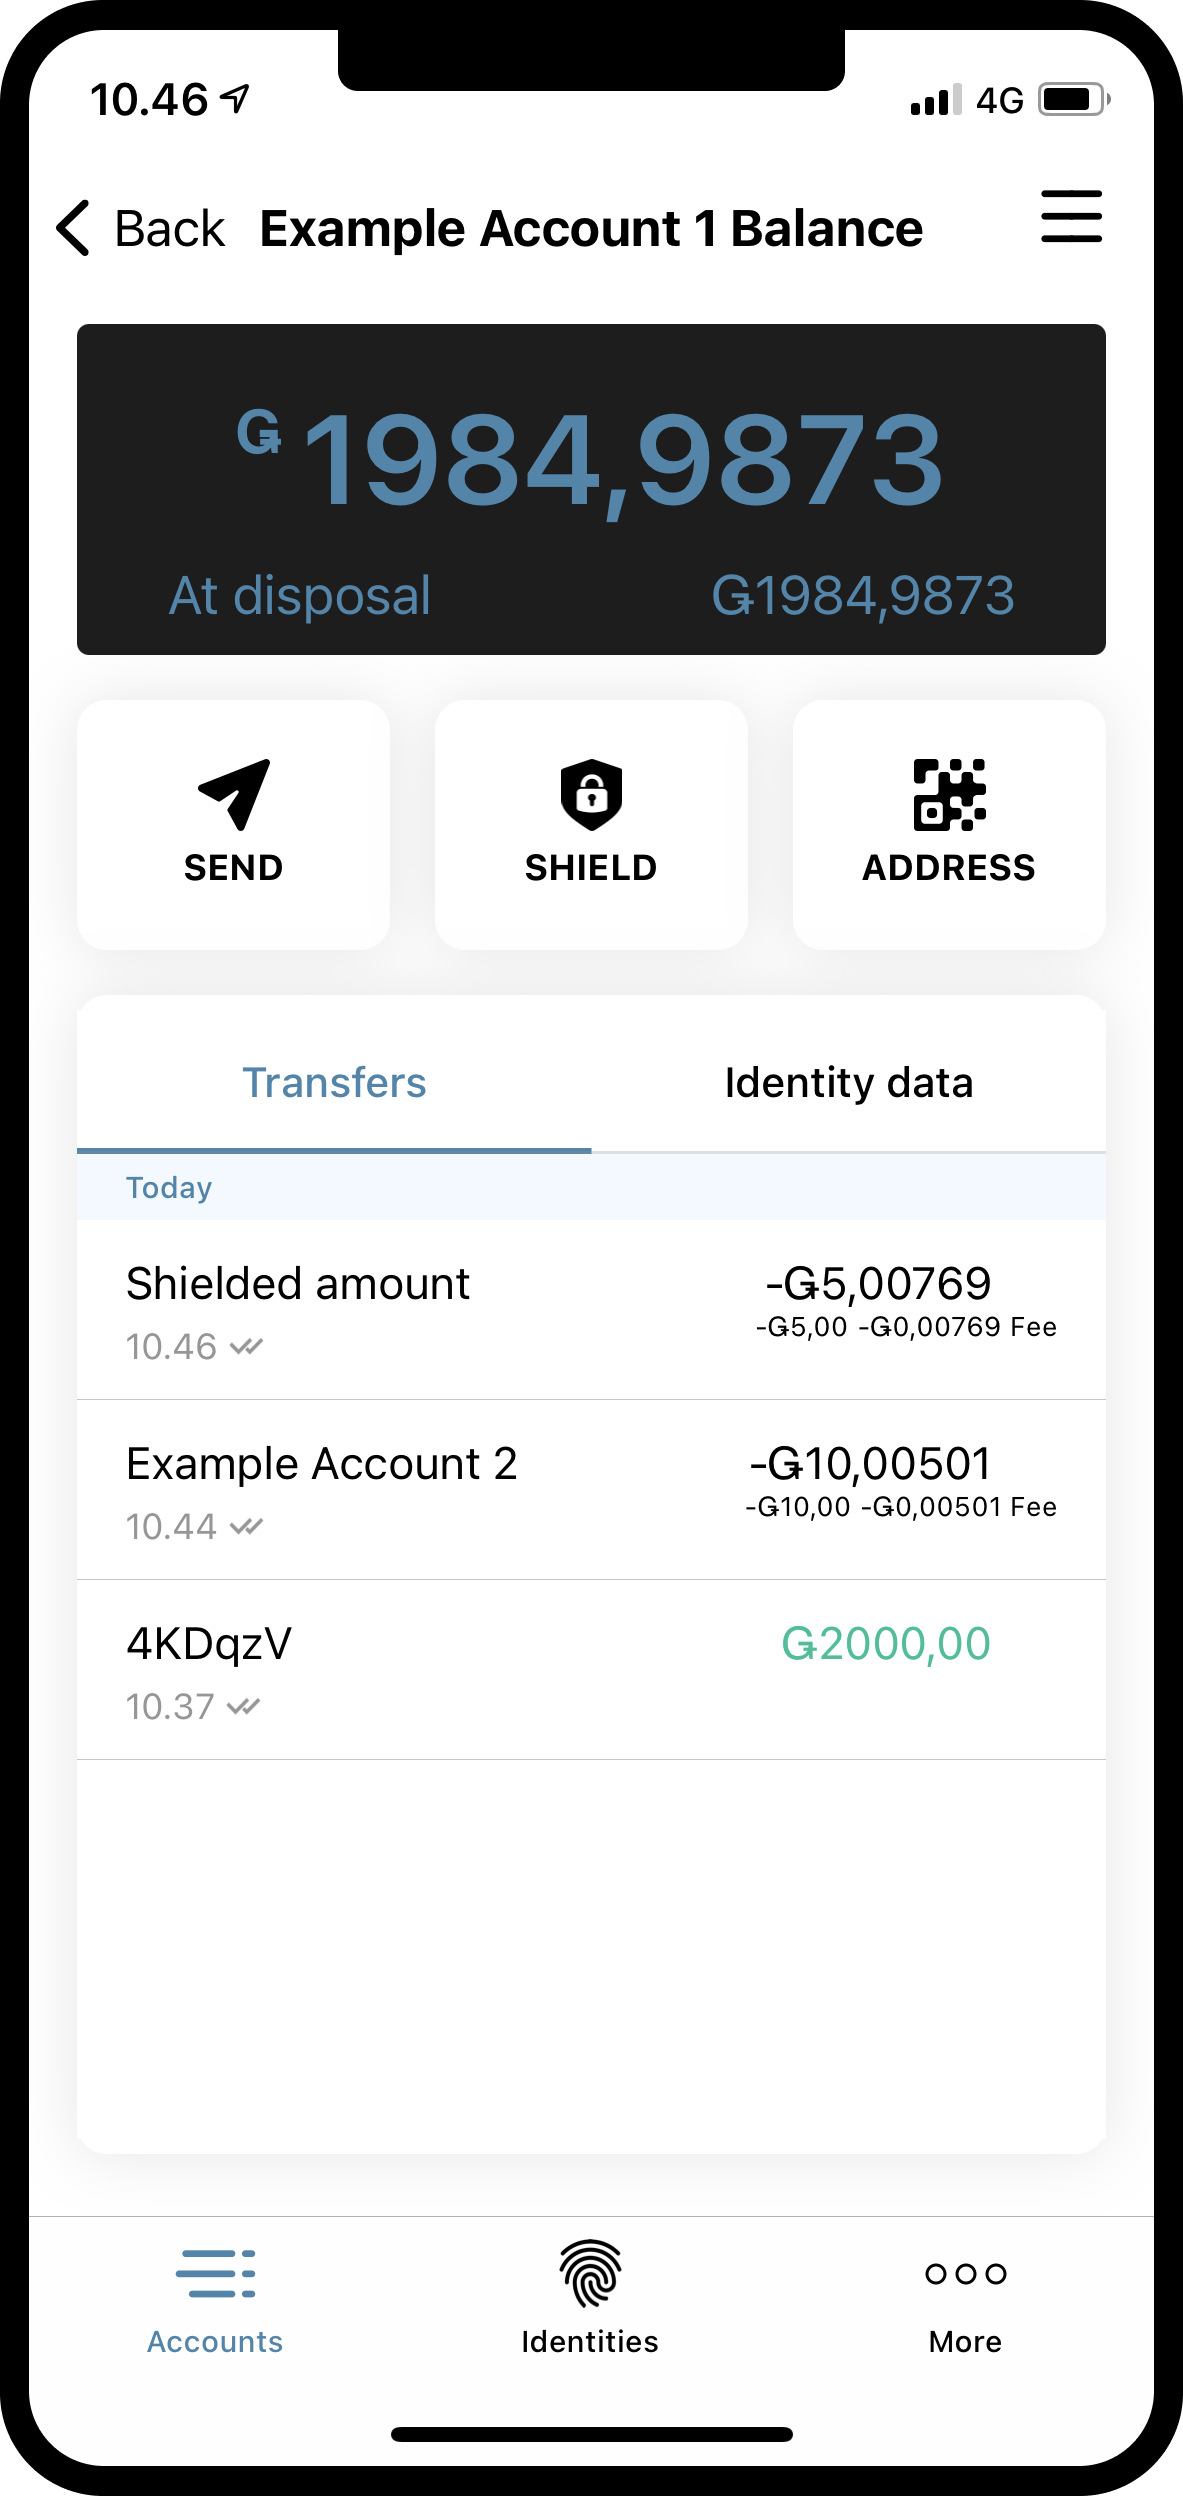 10.46 4G
Back Example Account 1 Balance
Ǥ 1984,9873
At disposal Ǥ1984,9873
SEND SHIELD ADDRESS
Transfers Identity data
Today
Shielded amount -Ǥ5,00769
10.46 -Ǥ5,00 -Ǥ0,00769 Fee
Example Account 2 -Ǥ10,00501
10.44 -Ǥ10,00 -Ǥ0,00501 Fee
4KDqzV Ǥ2000,00
10.37
Accounts Identities More